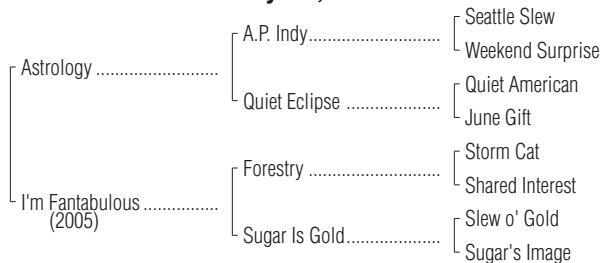 Seattle Slew
A.P. Indy
Weekend Surprise
Astrology
Quiet American
Quiet Eclipse
June Gift
Storm Cat
Forestry
Shared Interest
I'm Fantabulous
(2005)
Slew o' Gold
Sugar Is Gold
Sugar's Image